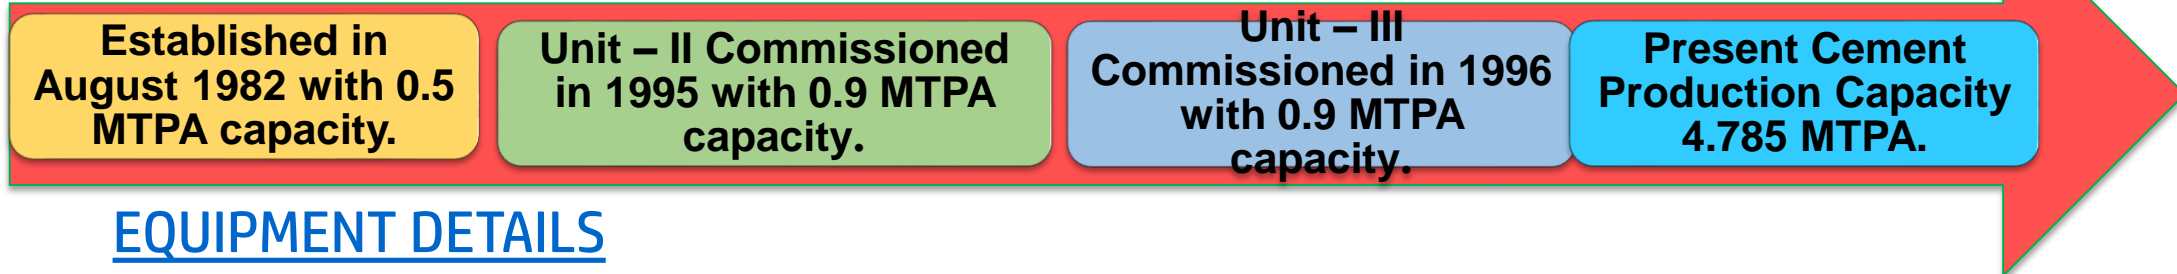 Established in
August 1982 with 0.5
MTPA capacity.
Unit – II Commissioned
in 1995 with 0.9 MTPA
capacity.
Unit – III
Commissioned in 1996
with 0.9 MTPA
capacity.
Present Cement
Production Capacity
4.785 MTPA.
EQUIPMENT DETAILS